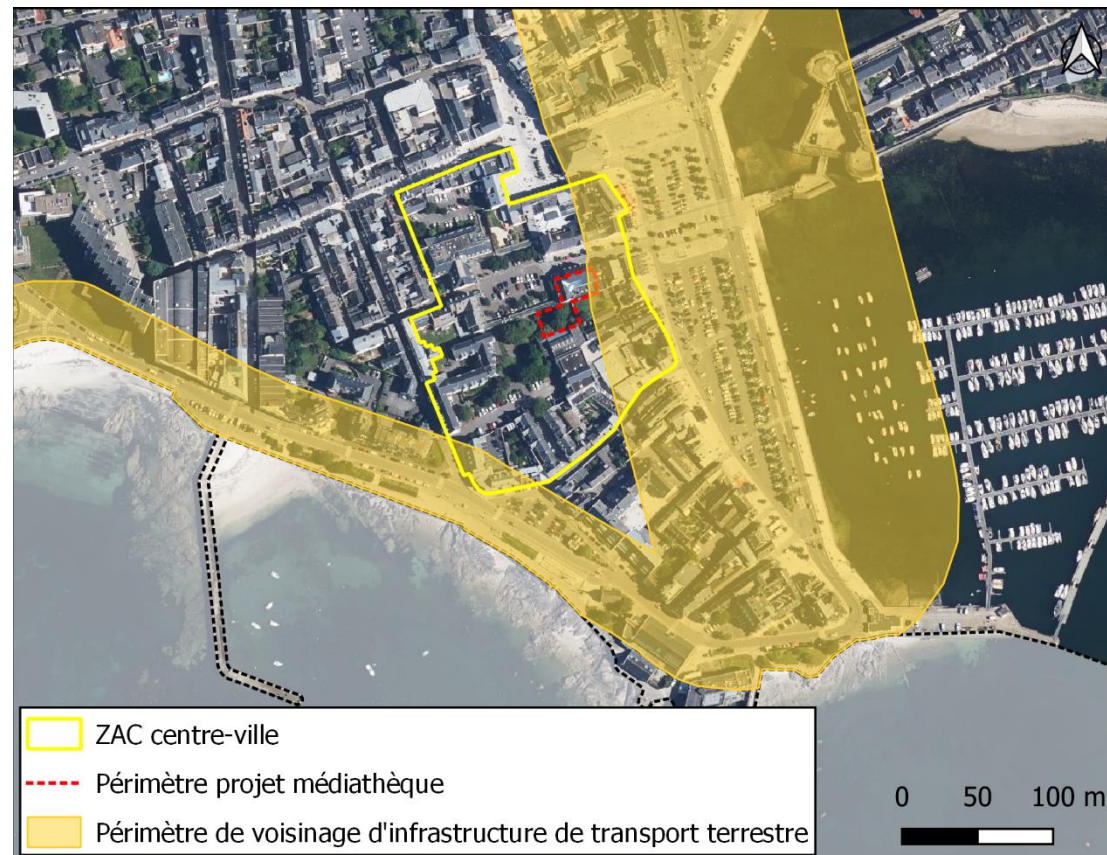 ZAC centre-ville
Périmètre projet médiathèque
Périmètre de voisinage d'infrastructure de transport terrestre
0 50 100 m